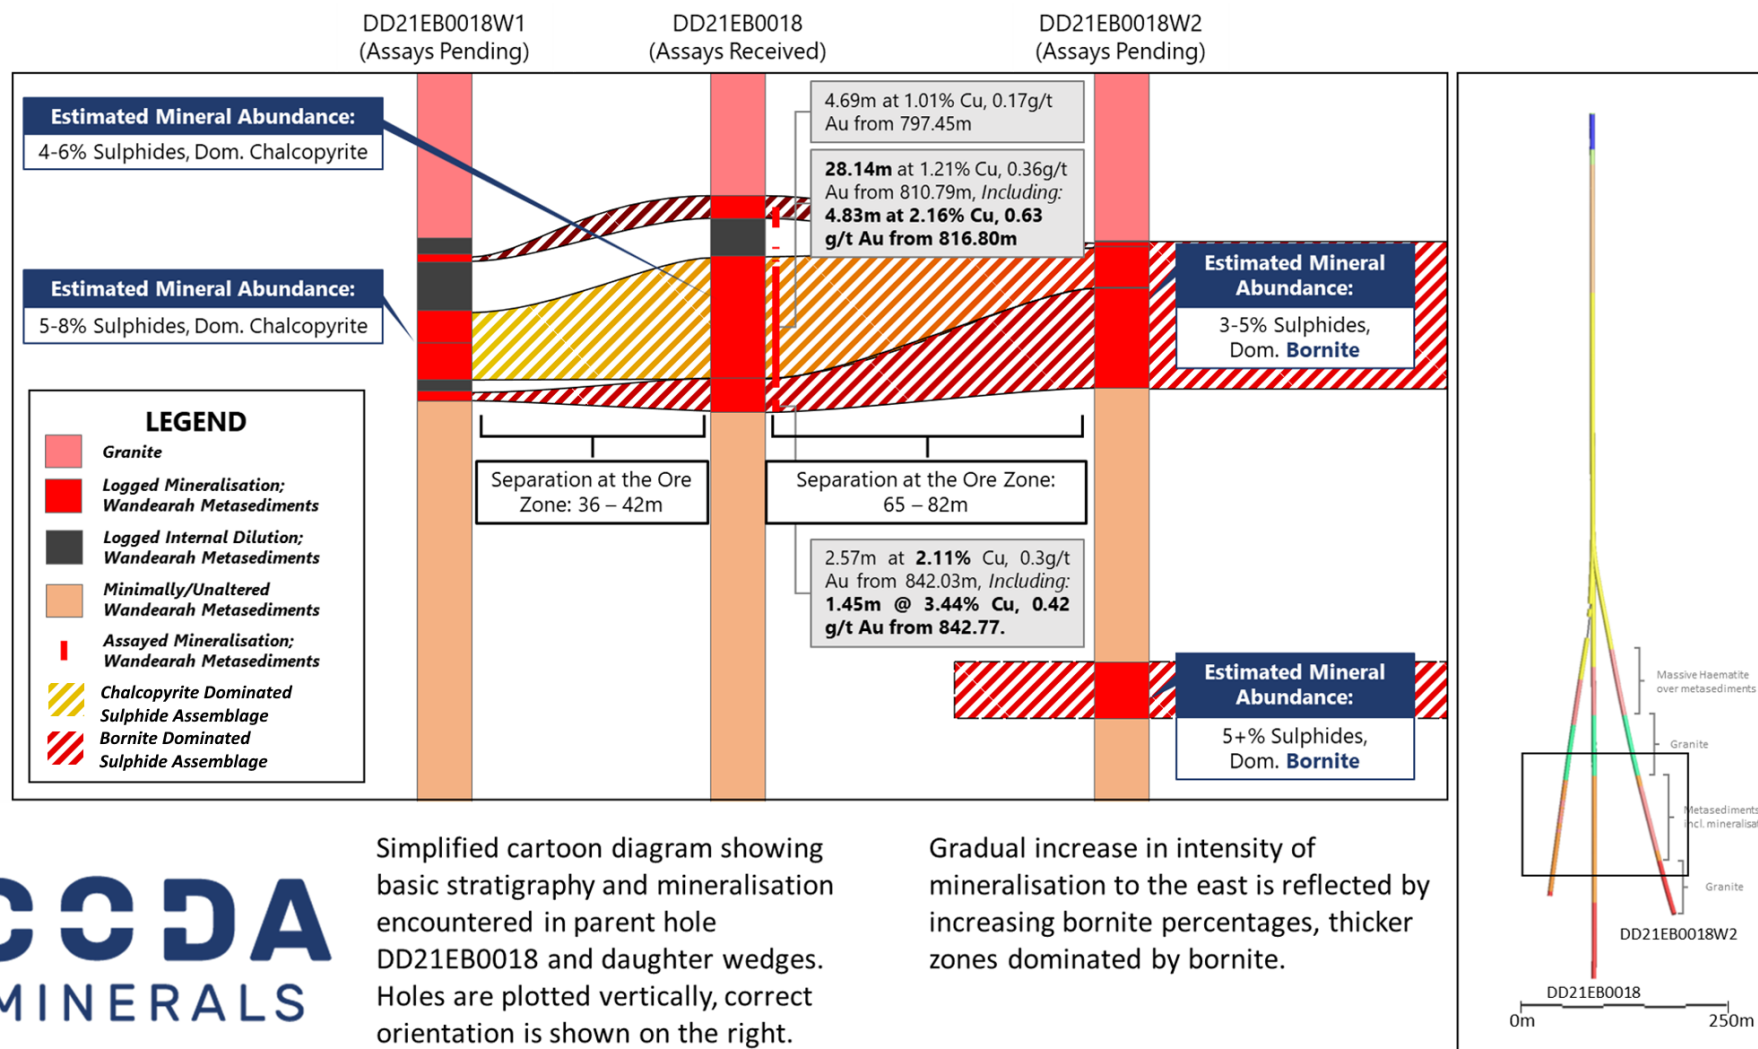 DD21EB0018W1
(Assays Pending)
DD21EB0018
(Assays Received)
DD21EB0018W2
(Assays Pending)
Estimated Mineral Abundance:
4-6% Sulphides, Dom. Chalcopyrite
Estimated Mineral Abundance:
5-8% Sulphides, Dom. Chalcopyrite
4.69m at 1.01% Cu, 0.17g/t
Au from 797.45m
28.14m at 1.21% Cu, 0.36g/t
Au from 810.79m, Including:
4.83m at 2.16% Cu, 0.63
g/t Au from 816.80m
Estimated Mineral
Abundance:
3-5% Sulphides,
Dom. Bornite
LEGEND
Granite
Logged Mineralisation;
Wandearah Metasediments
Logged Internal Dilution;
Wandearah Metasediments
Minimally/Unaltered
Wandearah Metasediments
Assayed Mineralisation;
Wandearah Metasediments
Chalcopyrite Dominated
Sulphide Assemblage
Bornite Dominated
Sulphide Assemblage
Separation at the Ore
Zone: 36 – 42m
Separation at the Ore Zone:
65 – 82m
2.57m at 2.11% Cu, 0.3g/t
Au from 842.03m, Including:
1.45m @ 3.44% Cu, 0.42
g/t Au from 842.77.
Estimated Mineral
Abundance:
5+% Sulphides,
Dom. Bornite
CODA
MINERALS
Simplified cartoon diagram showing
basic stratigraphy and mineralisation
encountered in parent hole
DD21EB0018 and daughter wedges.
Holes are plotted vertically, correct
orientation is shown on the right.
Gradual increase in intensity of
mineralisation to the east is reflected by
increasing bornite percentages, thicker
zones dominated by bornite.
Massive Haematite
over metasediments
Granite
Metasediments
incl. mineralisat
Granite
DD21EB0018W2
DD21EB0018
0m
250m